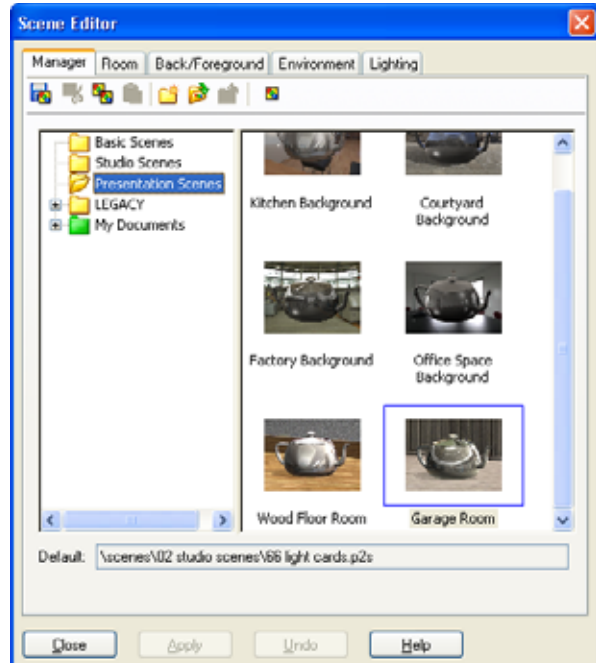 Scene Editor
Manager Room Back/Foreground Environment Lighting
Basic Scenes
Studio Scenes
Presentation Scenes
LEGACY
My Documents
Kitchen Background
Courtyard
Background
Factory Background
Office Space
Background
Wood Floor Room
Garage Room
Default: \scenes\02 studio scenes\66 light cards.p2s
Close Apply Undo Help